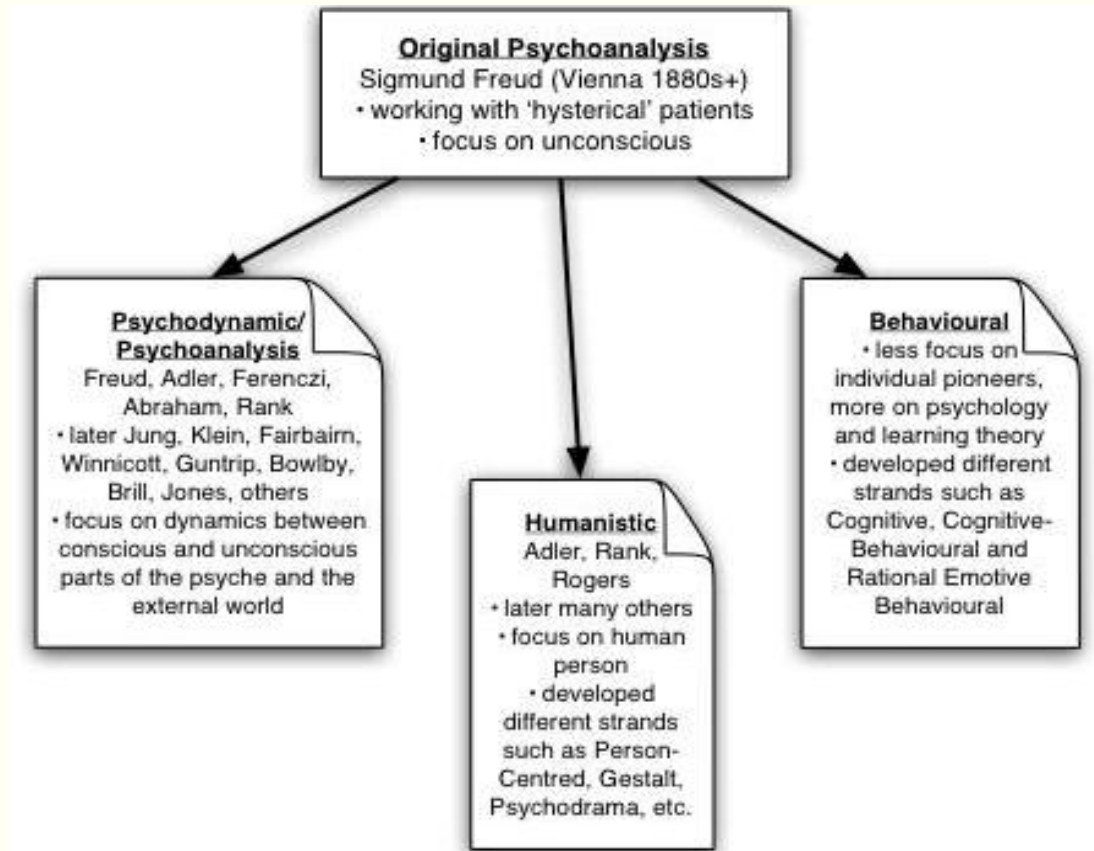 Original Psychoanalysis
Sigmund Freud (Vienna 1880s+)
• working with ‘hysterical’ patients
• focus on unconscious
Psychodynamic/
Psychoanalysis
Freud, Adler, Ferenczi,
Abraham, Rank
• later Jung, Klein, Fairbairn,
Winnicott, Guntrip, Bowlby,
Brill, Jones, others
• focus on dynamics between
conscious and unconscious
parts of the psyche and the
external world
Humanistic
Adler, Rank,
Rogers
• later many others
• focus on human
person
• developed
different strands
such as Person-
Centred, Gestalt,
Psychodrama, etc.
Behavioural
• less focus on
individual pioneers,
more on psychology
and learning theory
• developed different
strands such as
Cognitive, Cognitive-
Behavioural and
Rational Emotive
Behavioural